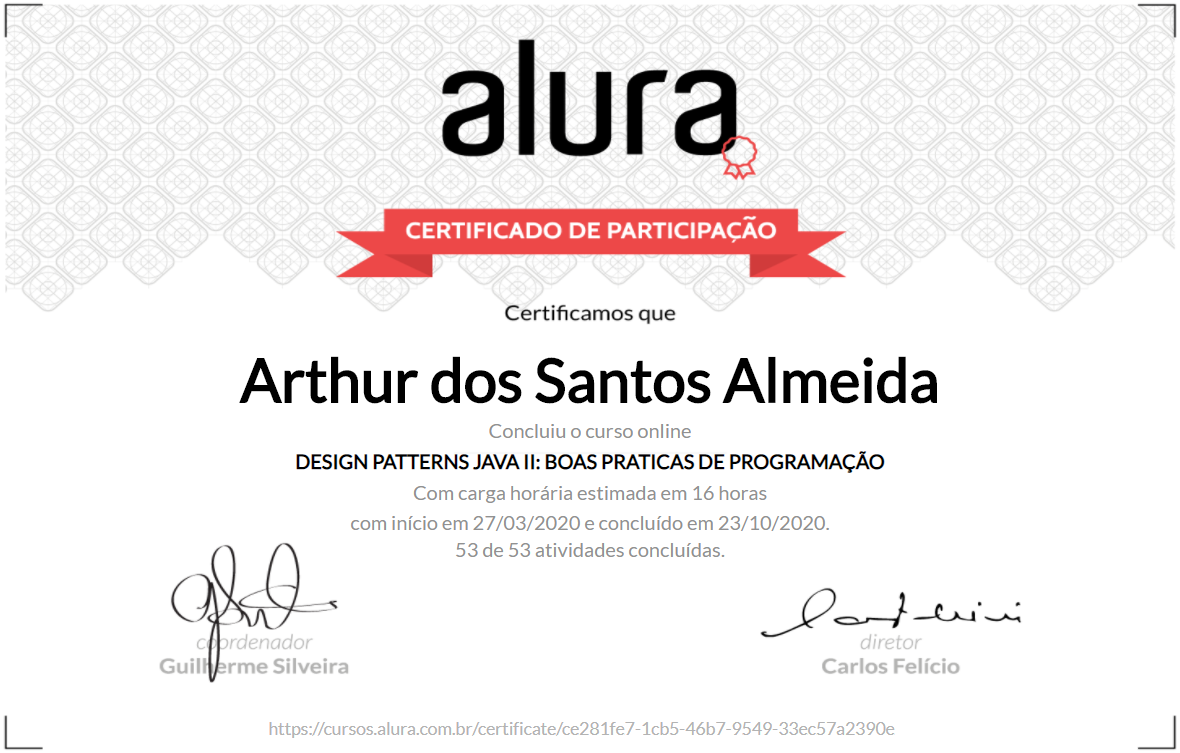 alura
CERTIFICADO DE PARTICIPAÇÃO
Certificamos que
Arthur dos Santos Almeida
Concluiu o curso online
DESIGN PATTERNS JAVA II: BOAS PRATICAS DE PROGRAMAÇÃO
Com carga horária estimada em 16 horas
com início em 27/03/2020 e concluído em 23/10/2020.
53 de 53 atividades concluídas.
coordenador
Guilherme Silveira
diretor
Carlos Felício
https://cursos.alura.com.br/certificate/ce281fe7-1cb5-46b7-9549-33ec57a2390e